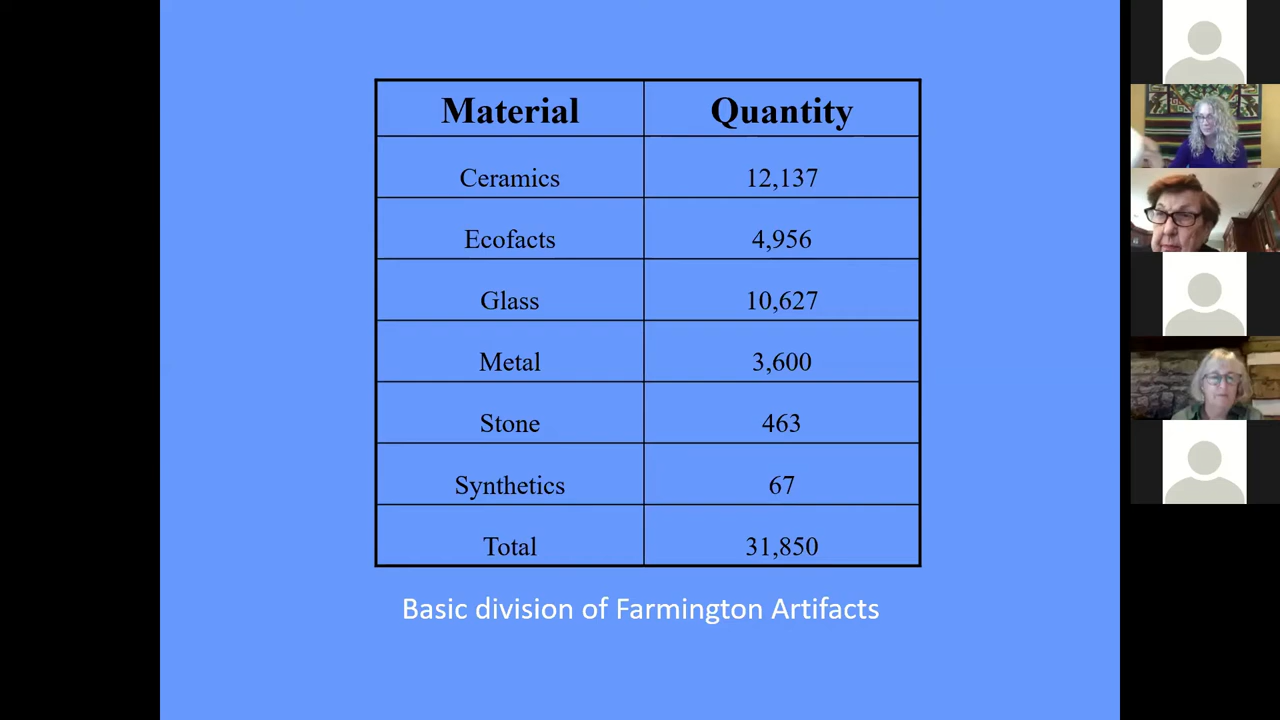 Material Quantity
Ceramics 12,137
Ecofacts 4,956
Glass 10,627
Metal 3,600
Stone 463
Synthetics 67
Total 31,850
Basic division of Farmington Artifacts